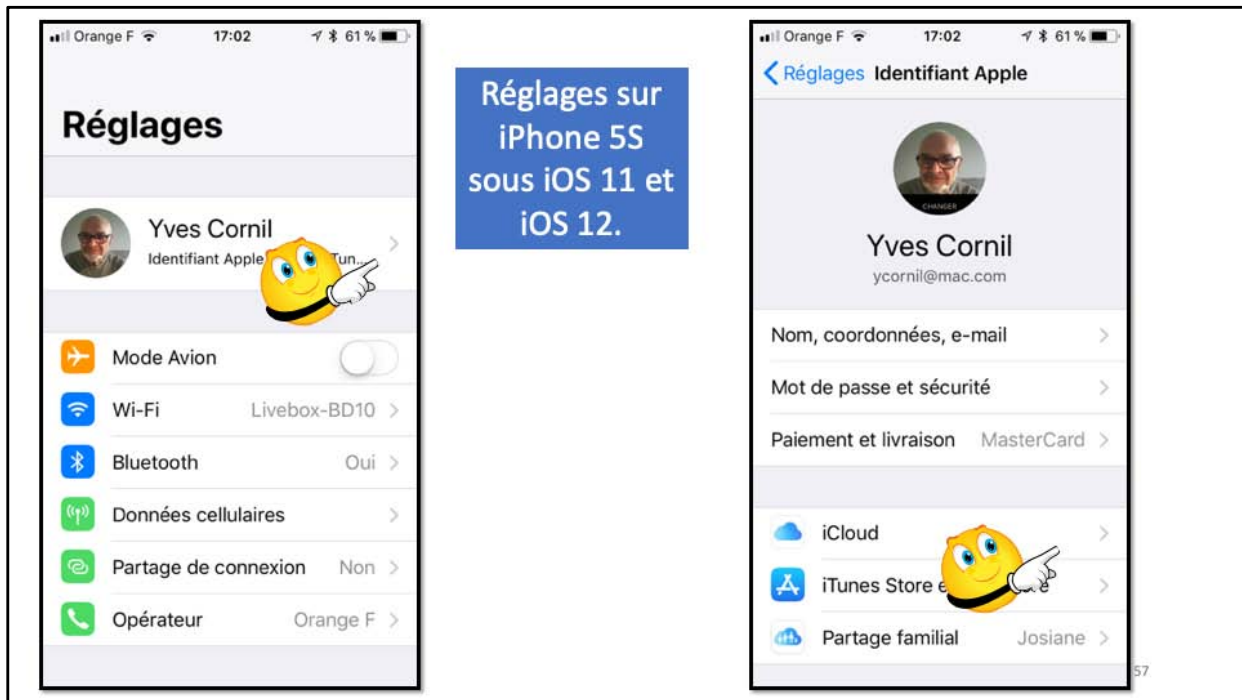 Orange F 17:02 61 %
Réglages
Yves Cornil
Identifiant Apple Tun...
Mode Avion
Wi-Fi Livebox-BD10
Bluetooth Oui
Données cellulaires
Partage de connexion Non
Opérateur Orange F
Réglages sur
iPhone 5S
sous iOS 11 et
iOS 12.
Orange F 17:02 61 %
Réglages Identifiant Apple
CHANGER
Yves Cornil
ycornil@mac.com
Nom, coordonnées, e-mail
Mot de passe et sécurité
Paiement et livraison MasterCard
iCloud
iTunes Store
Partage familial Josiane
57